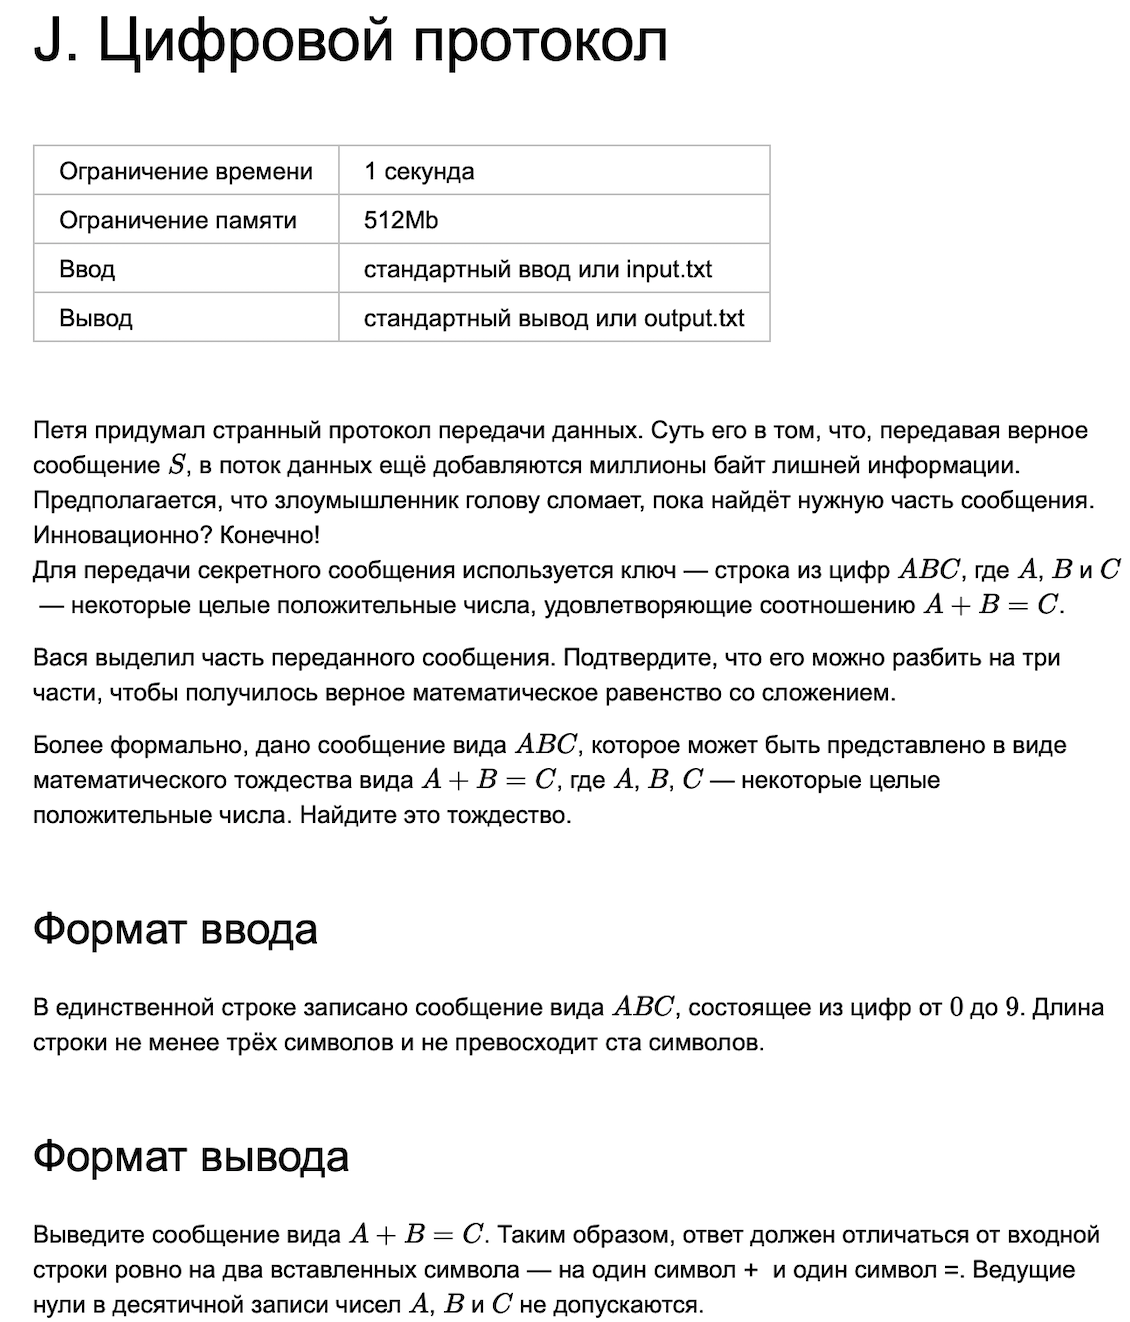 J. Цифровой протокол
Ограничение времени 1 секунда
Ограничение памяти 512Mb
Ввод стандартный ввод или input.txt
Вывод стандартный вывод или output.txt
Петя придумал странный протокол передачи данных. Суть его в том, что, передавая верное
сообщение S, в поток данных ещё добавляются миллионы байт лишней информации.
Предполагается, что злоумышленник голову сломает, пока найдёт нужную часть сообщения.
Инновационно? Конечно!
Для передачи секретного сообщения используется ключ — строка из цифр ABC, где A, B и C
— некоторые целые положительные числа, удовлетворяющие соотношению A + B = C.
Вася выделил часть переданного сообщения. Подтвердите, что его можно разбить на три
части, чтобы получилось верное математическое равенство со сложением.
Более формально, дано сообщение вида ABC, которое может быть представлено в виде
математического тождества вида A + B = C, где A, B, C — некоторые целые
положительные числа. Найдите это тождество.
Формат ввода
В единственной строке записано сообщение вида ABC, состоящее из цифр от 0 до 9. Длина
строки не менее трёх символов и не превосходит ста символов.
Формат вывода
Выведите сообщение вида A + B = C. Таким образом, ответ должен отличаться от входной
строки ровно на два вставленных символа — на один символ + и один символ =. Ведущие
нули в десятичной записи чисел A, B и C не допускаются.